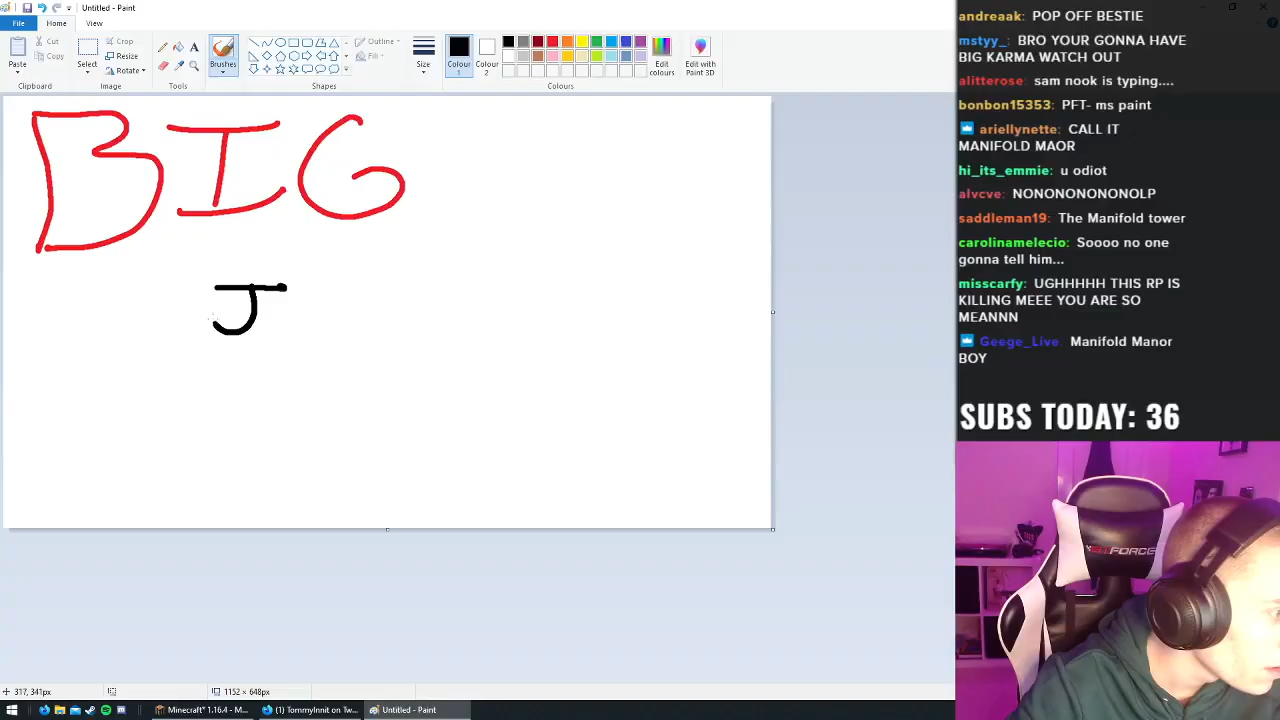 Untitled - Paint
File
Home
View
Paste
Cut
Copy
Clipboard
Select
Crop
Resize
Rotate
Image
A
Tools
Brushes
Outline
Fill
Shapes
Size
Colour 1
Colour 2
Edit colours
Colours
Edit with Paint 3D
BIG
J
317, 341px
1152 × 648px
Minecraft* 1.16.4 - M...
TommyInnit on Tw...
Untitled - Paint
andreaak: POP OFF BESTIE
mstyy_: BRO YOUR GONNA HAVE
BIG KARMA WATCH OUT
alitterose: sam nook is typing....
bonbon15353: PFT- ms paint
ariellynette: CALL IT
MANIFOLD MAOR
hi_its_emmie: u odiot
alvcve: NONONONONONOLP
saddleman19: The Manifold tower
carolinamelecio: Soooo no one
gonna tell him...
misscarfy: UGHHHHH THIS RP IS
KILLING MEEE YOU ARE SO
MEANNN
Geege_Live: Manifold Manor
BOY
SUBS TODAY: 36
GTFORCE